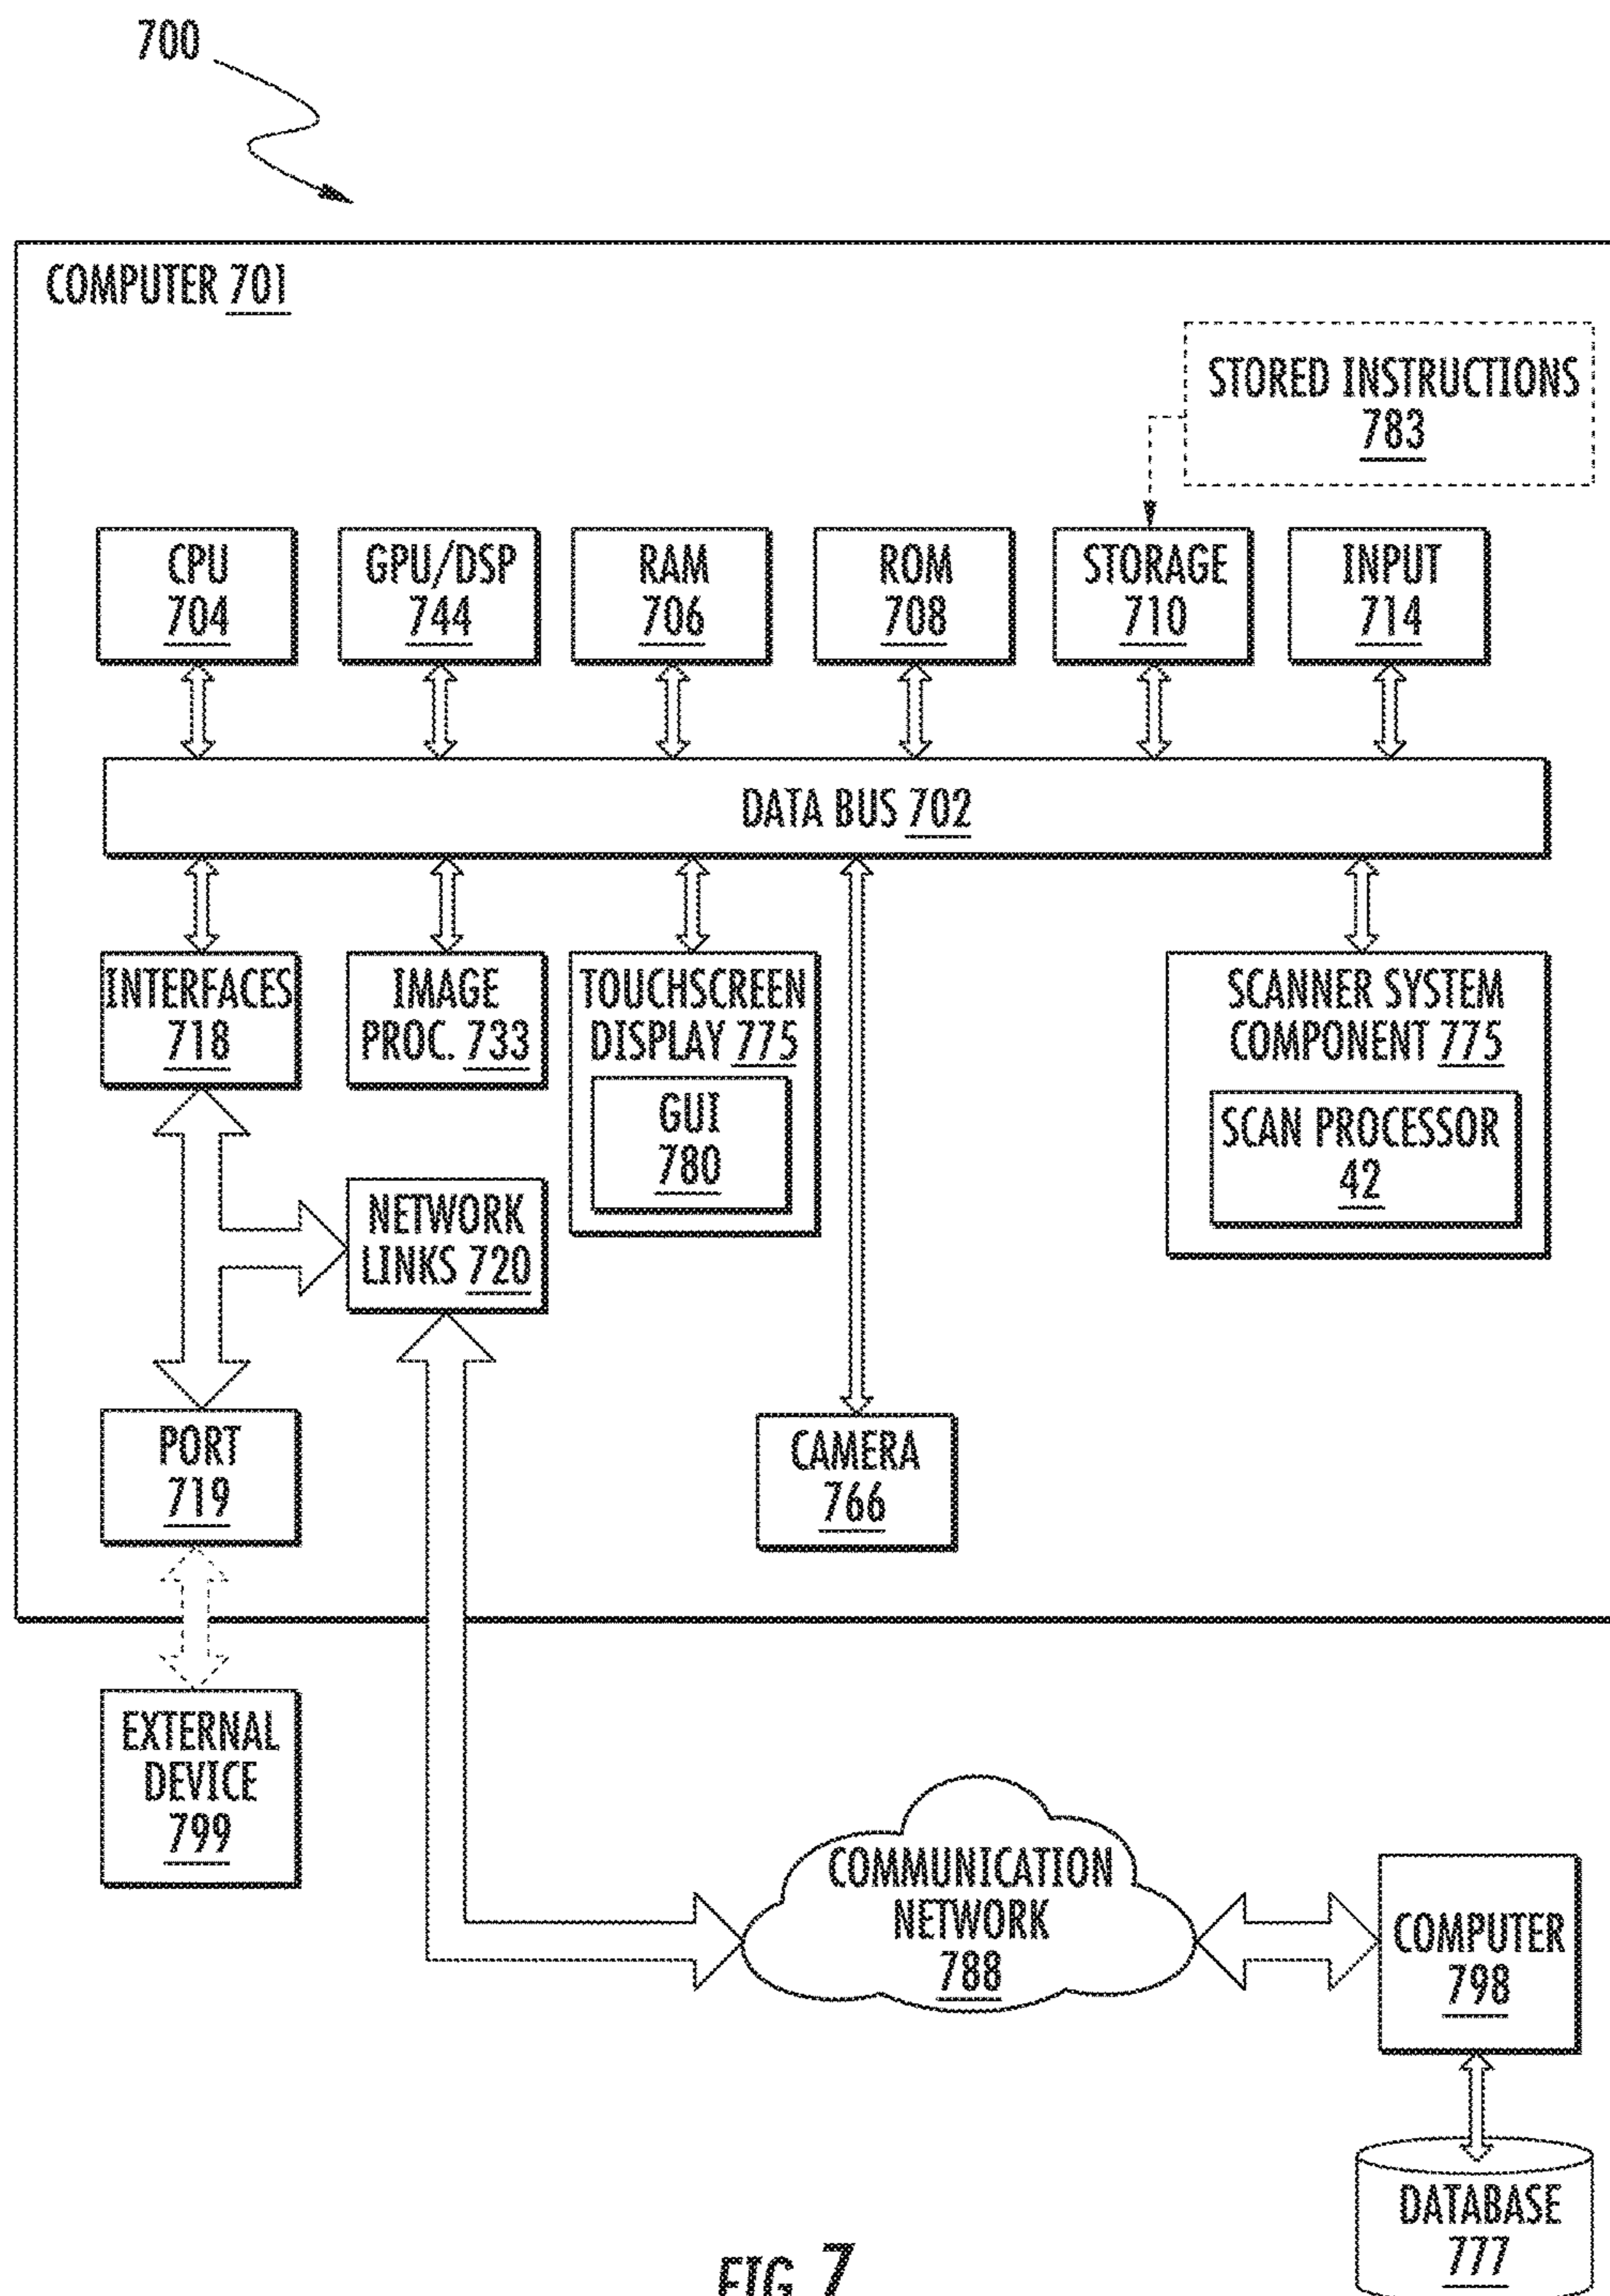 700
COMPUTER 701
STORED INSTRUCTIONS
783
CPU
704
GPU/DSP
744
RAM
706
ROM
708
STORAGE
710
INPUT
714
DATA BUS 702
INTERFACES
718
IMAGE
PROC. 733
TOUCHSCREEN
DISPLAY 775
GUI
780
SCANNER SYSTEM
COMPONENT 775
SCAN PROCESSOR
42
NETWORK
LINKS 720
PORT
719
CAMERA
766
EXTERNAL
DEVICE
799
COMMUNICATION
NETWORK
788
COMPUTER
798
DATABASE
777
FIG. 7